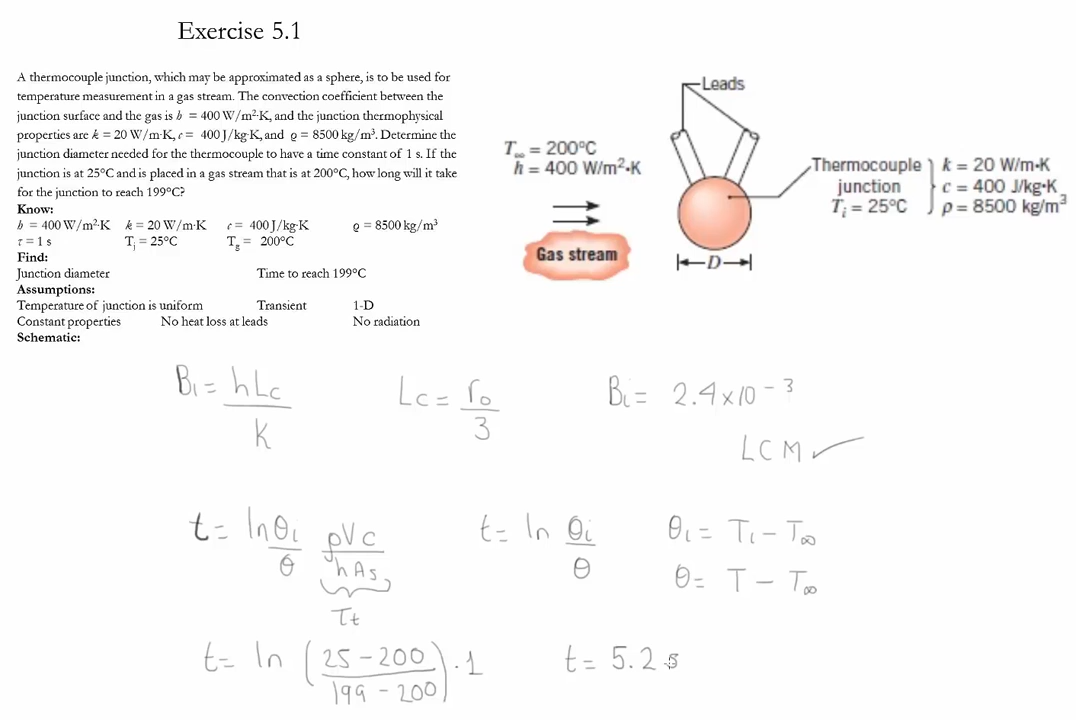 Exercise 5.1
A thermocouple junction, which may be approximated as a sphere, is to be used for
temperature measurement in a gas stream. The convection coefficient between the
junction surface and the gas is h = 400 W/m²·K, and the junction thermophysical
properties are k = 20 W/m·K, c = 400 J/kg·K, and ρ = 8500 kg/m³. Determine the
junction diameter needed for the thermocouple to have a time constant of 1 s. If the
junction is at 25°C and is placed in a gas stream that is at 200°C, how long will it take
for the junction to reach 199°C?
Know:
h = 400 W/m²·K k = 20 W/m·K c = 400 J/kg·K ρ = 8500 kg/m³
τ = 1 s Tj = 25°C Tg = 200°C
Find:
Junction diameter Time to reach 199°C
Assumptions:
Temperature of junction is uniform Transient 1-D
Constant properties No heat loss at leads No radiation
Schematic:
Leads
T∞ = 200°C
h = 400 W/m²·K
Gas stream
Thermocouple
junction
Ti = 25°C
k = 20 W/m·K
c = 400 J/kg·K
ρ = 8500 kg/m³
D
Bi = hLc / K
Lc = ro / 3
Bi = 2.4 × 10⁻³
LCM ✓
t = ln θi / θ ρVc / hAs
τt
t = ln θi / θ
θi = Ti - T∞
θ = T - T∞
t = ln (25 - 200 / 199 - 200) · 1
t = 5.2 s